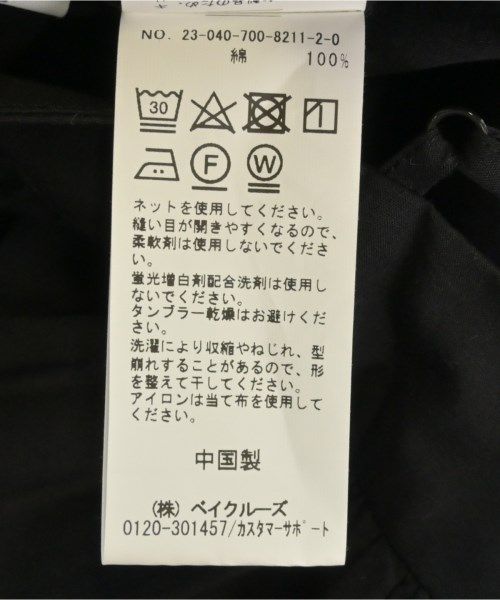 NO. 23-040-700-8211-2-0
綿 100%
30
F W
ネットを使用してください。
縫い目が開きやすくなるので、
柔軟剤は使用しないでくださ
い。
蛍光増白剤配合洗剤は使用し
ないでください。
タンブラー乾燥はお避けくだ
さい。
洗濯により収縮やねじれ、型
崩れすることがあるので、形
を整えて干してください。
アイロンは当て布を使用して
ください。
中国製
(株) ベイクルーズ
0120-301457/カスタマーサポート